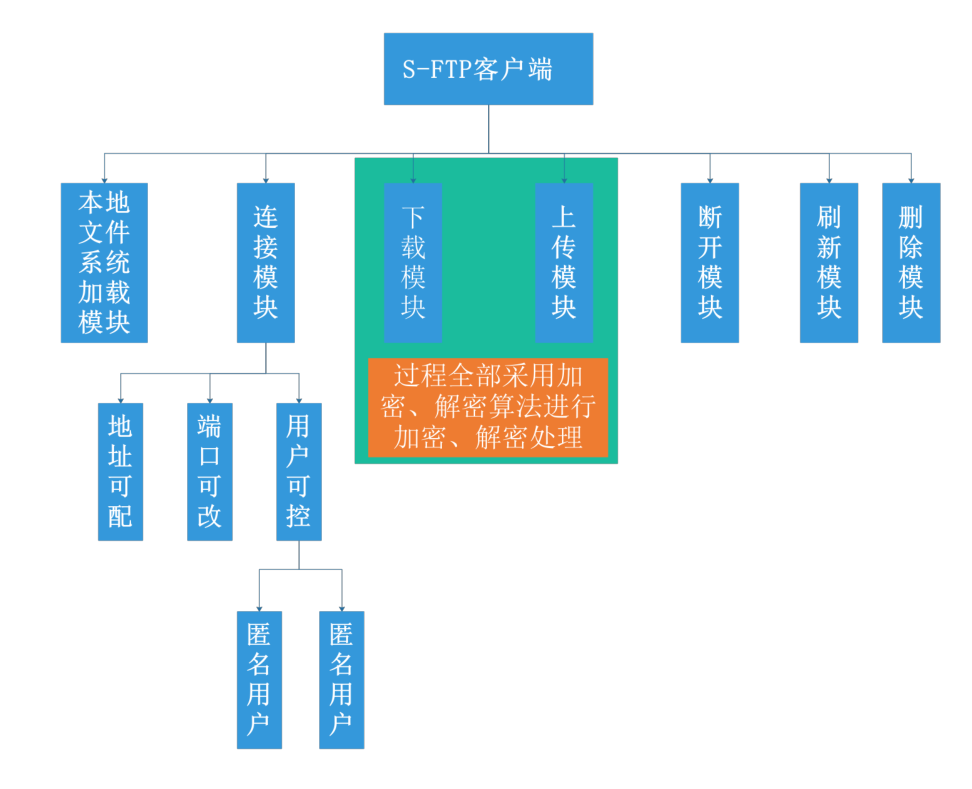 S-FTP客户端
本地
文件
系统
加载
模块
连接模块
下载模块
上传模块
断开模块
刷新模块
删除模块
过程全部采用加
密、解密算法进行
加密、解密处理
地址可配
端口可改
用户可控
匿名用户
匿名用户